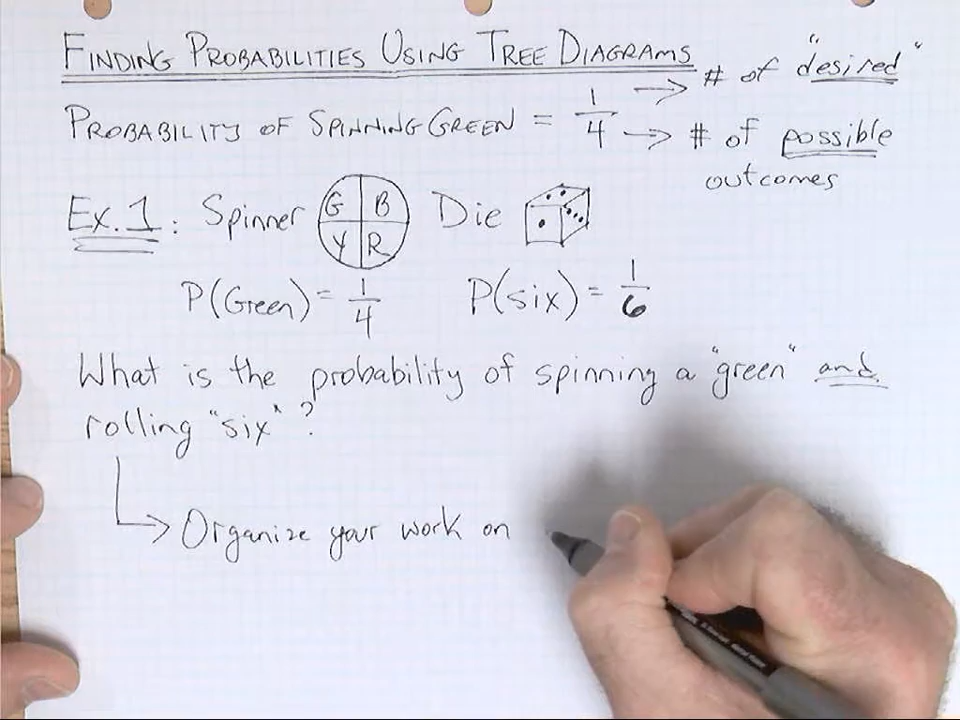 FINDING PROBABILITIES USING TREE DIAGRAMS
PROBABILITY OF SPINNING GREEN = 1/4 → # of "desired"
→ # of possible
outcomes
Ex. 1: Spinner G B Y R Die
P(Green) = 1/4 P(six) = 1/6
What is the probability of spinning a "green" and
rolling "six"?
Organize your work on